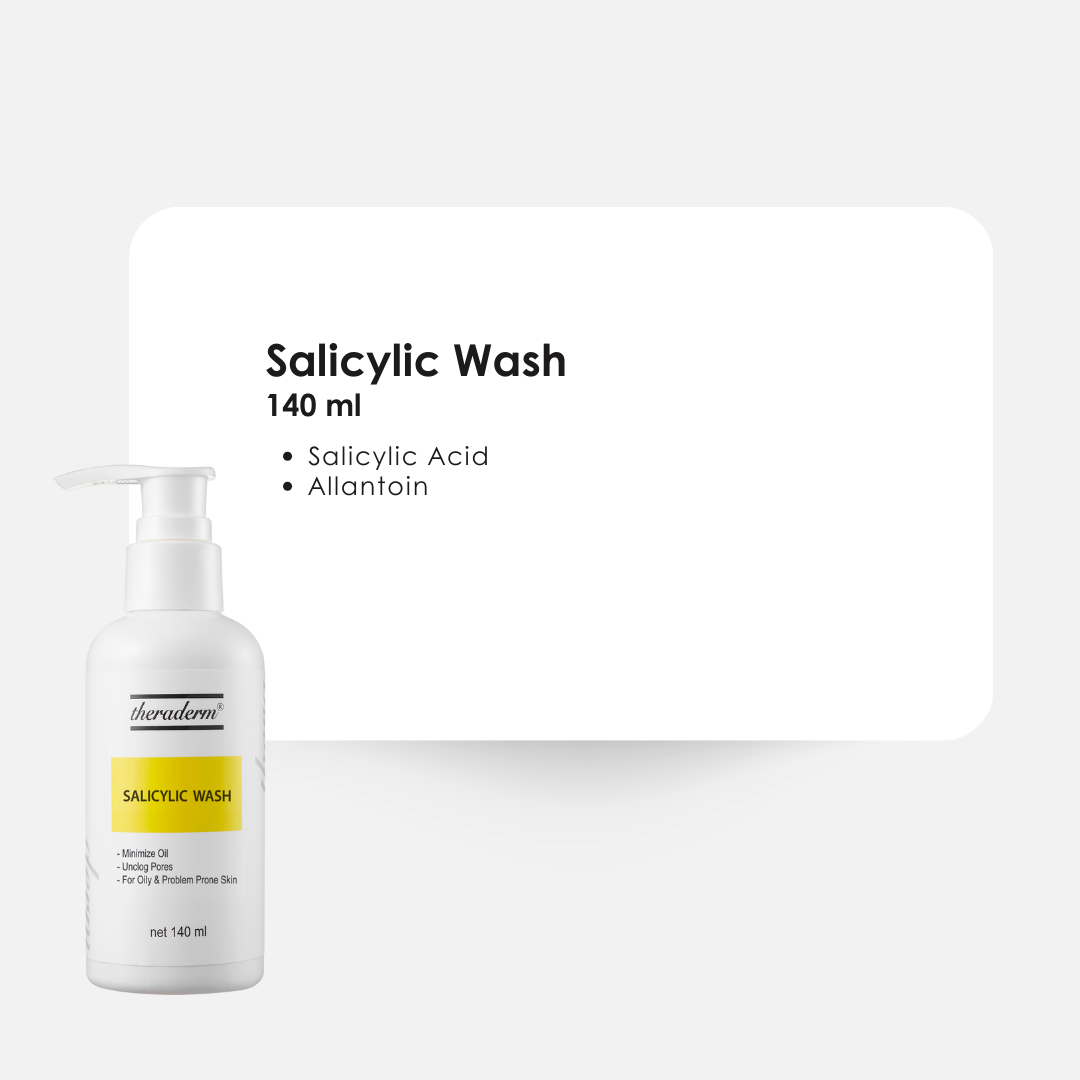 Salicylic Wash
140 ml
• Salicylic Acid
• Allantoin
theraderm®
SALICYLIC WASH
- Minimize Oil
- Unclog Pores
- For Oily & Problem Prone Skin
net 140 ml